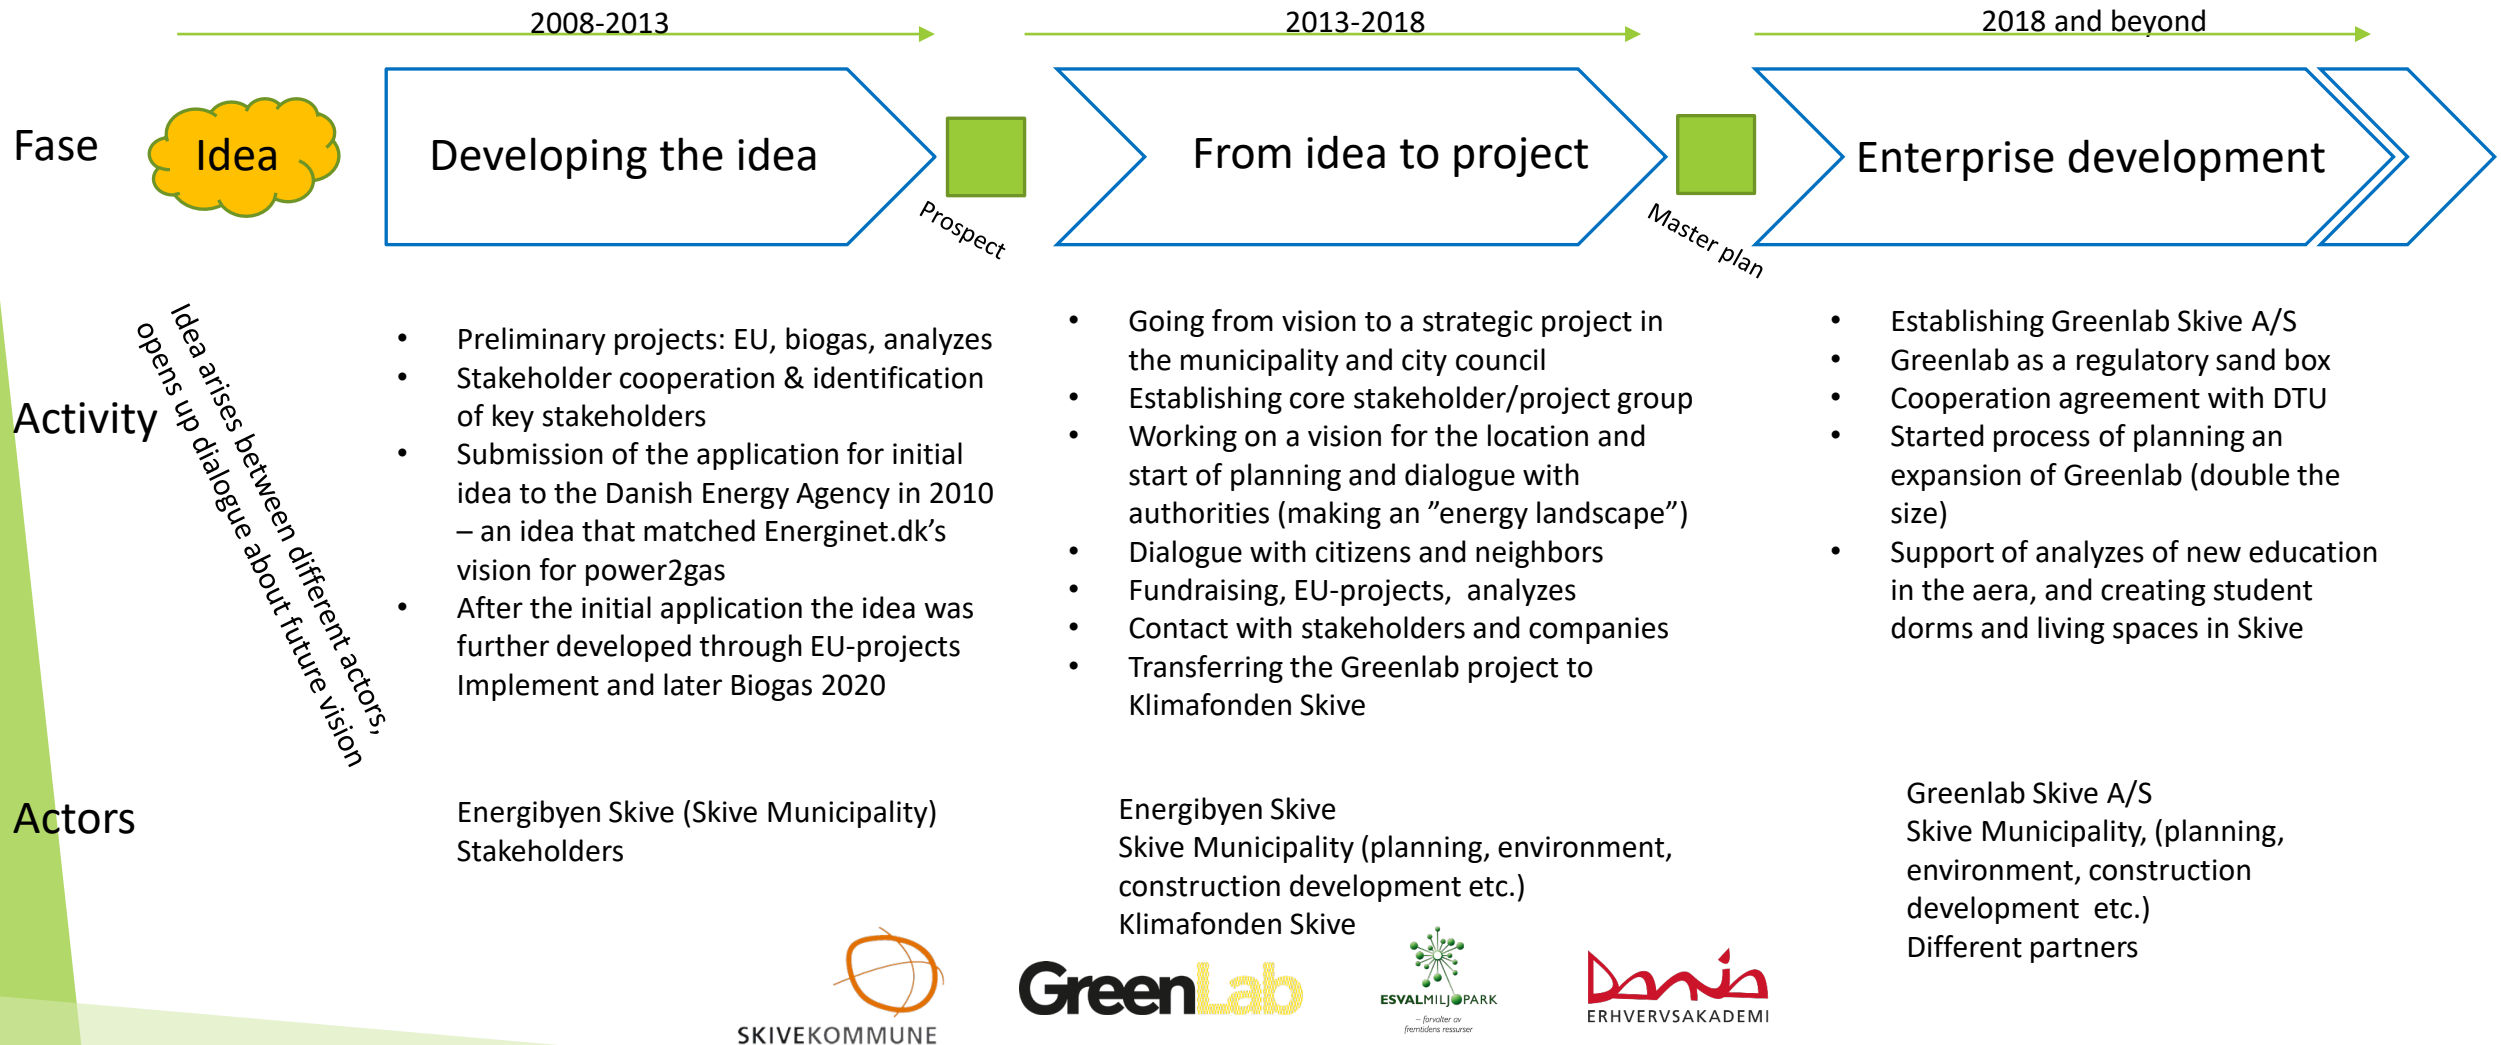 2008-2013
2013-2018
2018 and beyond
Fase
Idea
Developing the idea
Prospect
From idea to project
Master plan
Enterprise development
Activity
Idea arises between different actors,
opens up dialogue about future vision
• Preliminary projects: EU, biogas, analyzes
• Stakeholder cooperation & identification
of key stakeholders
• Submission of the application for initial
idea to the Danish Energy Agency in 2010
– an idea that matched Energinet.dk’s
vision for power2gas
• After the initial application the idea was
further developed through EU-projects
Implement and later Biogas 2020
• Going from vision to a strategic project in
the municipality and city council
• Establishing core stakeholder/project group
• Working on a vision for the location and
start of planning and dialogue with
authorities (making an ”energy landscape”)
• Dialogue with citizens and neighbors
• Fundraising, EU-projects, analyzes
• Contact with stakeholders and companies
• Transferring the Greenlab project to
Klimafonden Skive
• Establishing Greenlab Skive A/S
• Greenlab as a regulatory sand box
• Cooperation agreement with DTU
• Started process of planning an
expansion of Greenlab (double the
size)
• Support of analyzes of new education
in the aera, and creating student
dorms and living spaces in Skive
Actors
Energibyen Skive (Skive Municipality)
Stakeholders
Energibyen Skive
Skive Municipality (planning, environment,
construction development etc.)
Klimafonden Skive
Greenlab Skive A/S
Skive Municipality, (planning,
environment, construction
development etc.)
Different partners
SKIVEKOMMUNE
GreenLab
ESVALMILJØPARK
– forvalter av
fremtidens ressurser
Dania
ERHVERVSAKADEMI